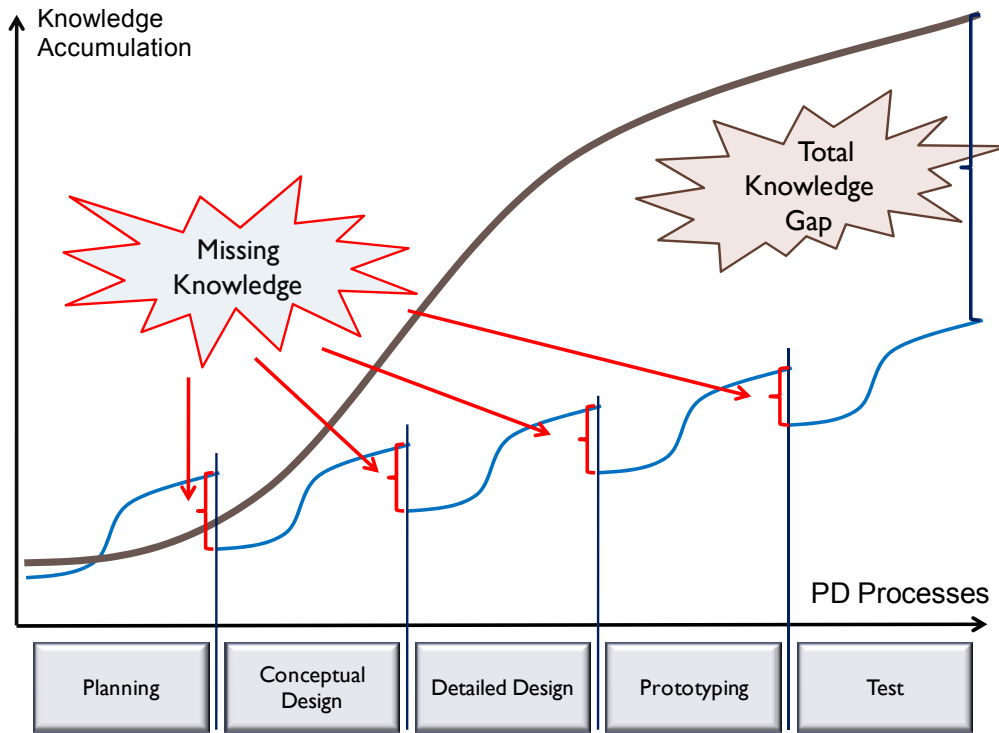 Knowledge
Accumulation
Total
Knowledge
Gap
Missing
Knowledge
PD Processes
Planning
Conceptual
Design
Detailed Design
Prototyping
Test